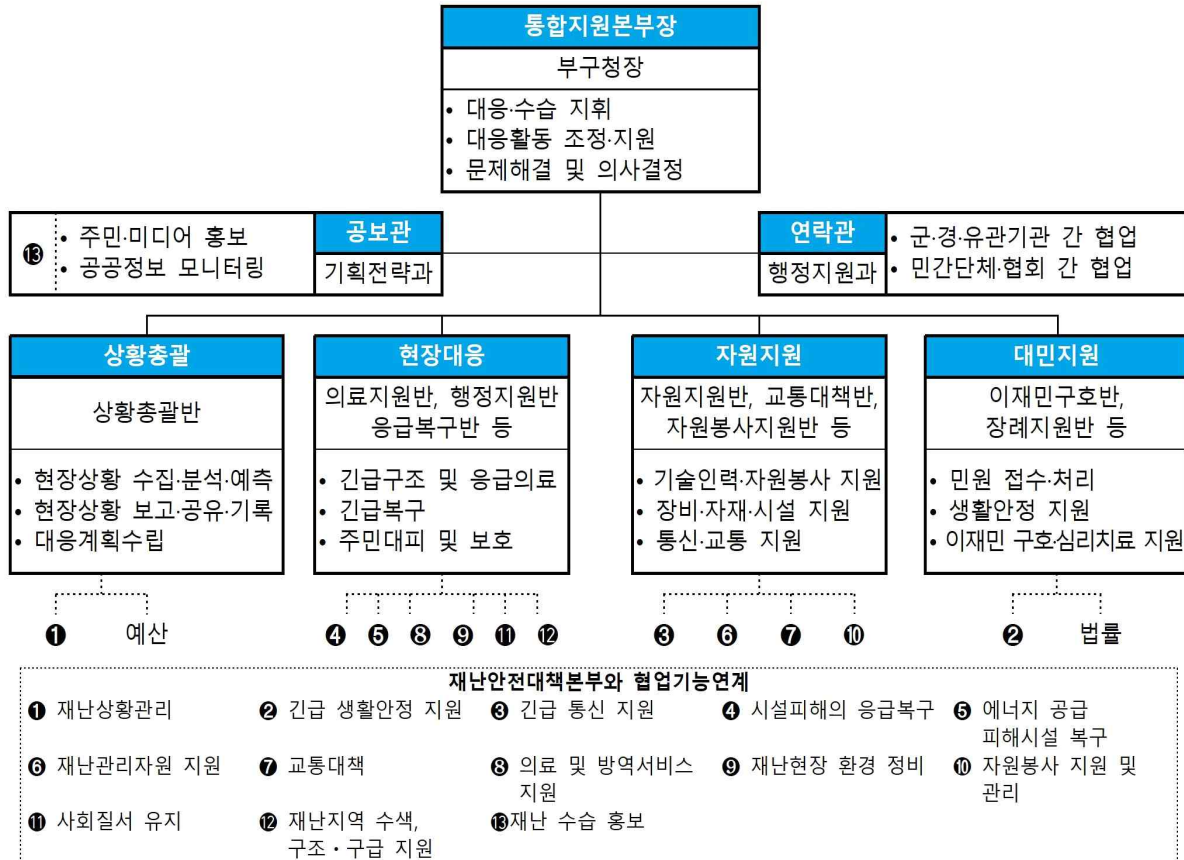 통합지원본부장
부구청장
• 대응·수습 지휘
• 대응활동 조정·지원
• 문제해결 및 의사결정
⓭
• 주민·미디어 홍보
• 공공정보 모니터링
공보관
기획전략과
연락관
행정지원과
• 군·경·유관기관 간 협업
• 민간단체·협회 간 협업
상황총괄
상황총괄반
• 현장상황 수집·분석·예측
• 현장상황 보고·공유·기록
• 대응계획수립
❶ 예산
현장대응
의료지원반, 행정지원반
응급복구반 등
• 긴급구조 및 응급의료
• 긴급복구
• 주민대피 및 보호
❹ ❺ ❽ ❾ ⓫ ⓬
자원지원
자원지원반, 교통대책반,
자원봉사지원반 등
• 기술인력·자원봉사 지원
• 장비·자재·시설 지원
• 통신·교통 지원
❸ ❻ ❼ ❿
대민지원
이재민구호반,
장례지원반 등
• 민원 접수·처리
• 생활안정 지원
• 이재민 구호·심리치료 지원
❷ 법률
재난안전대책본부와 협업기능연계
❶ 재난상황관리
❷ 긴급 생활안정 지원
❸ 긴급 통신 지원
❹ 시설피해의 응급복구
❺ 에너지 공급
피해시설 복구
❻ 재난관리자원 지원
❼ 교통대책
❽ 의료 및 방역서비스
지원
❾ 재난현장 환경 정비
❿ 자원봉사 지원 및
관리
⓫ 사회질서 유지
⓬ 재난지역 수색,
구조・구급 지원
⓭재난 수습 홍보